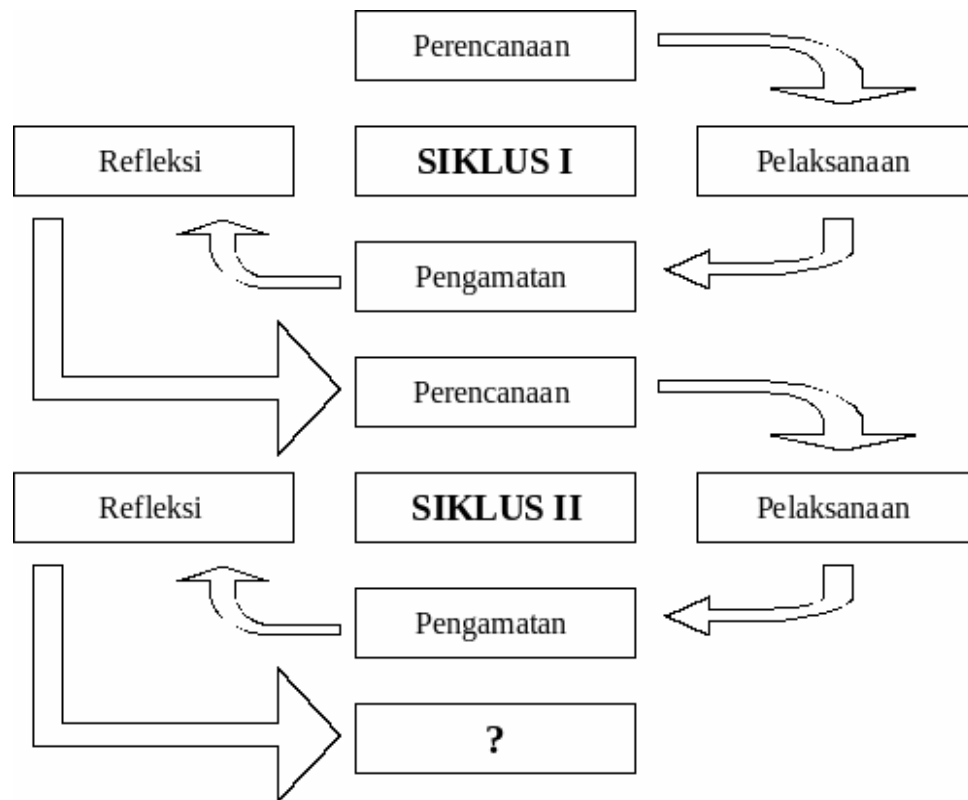 Perencanaan
Refleksi
SIKLUS I
Pelaksanaan
Pengamatan
Perencanaan
Refleksi
SIKLUS II
Pelaksanaan
Pengamatan
?